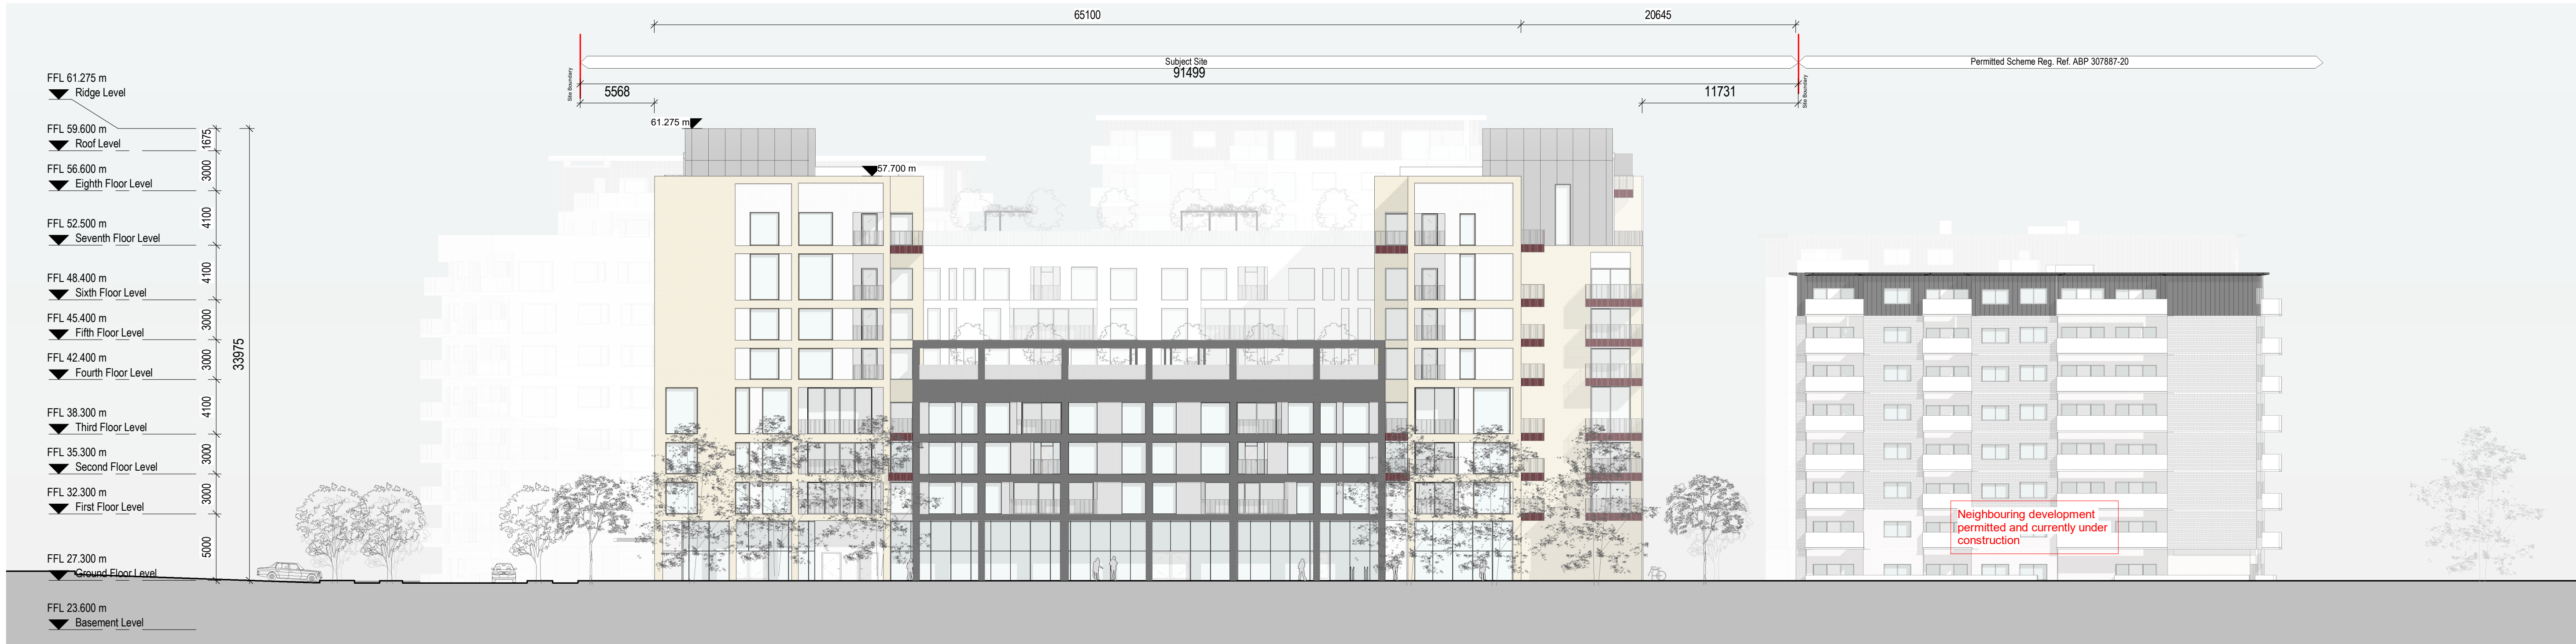 65100
20645
Subject Site
91499
Permitted Scheme Reg. Ref. ABP 307887-20
Site Boundary
Site Boundary
5568
11731
61.275 m
57.700 m
FFL 61.275 m
Ridge Level
FFL 59.600 m
Roof Level
FFL 56.600 m
Eighth Floor Level
FFL 52.500 m
Seventh Floor Level
FFL 48.400 m
Sixth Floor Level
FFL 45.400 m
Fifth Floor Level
FFL 42.400 m
Fourth Floor Level
FFL 38.300 m
Third Floor Level
FFL 35.300 m
Second Floor Level
FFL 32.300 m
First Floor Level
FFL 27.300 m
Ground Floor Level
FFL 23.600 m
Basement Level
1675
3000
4100
4100
3000
3000
4100
3000
3000
5000
33975
Neighbouring development
permitted and currently under
construction